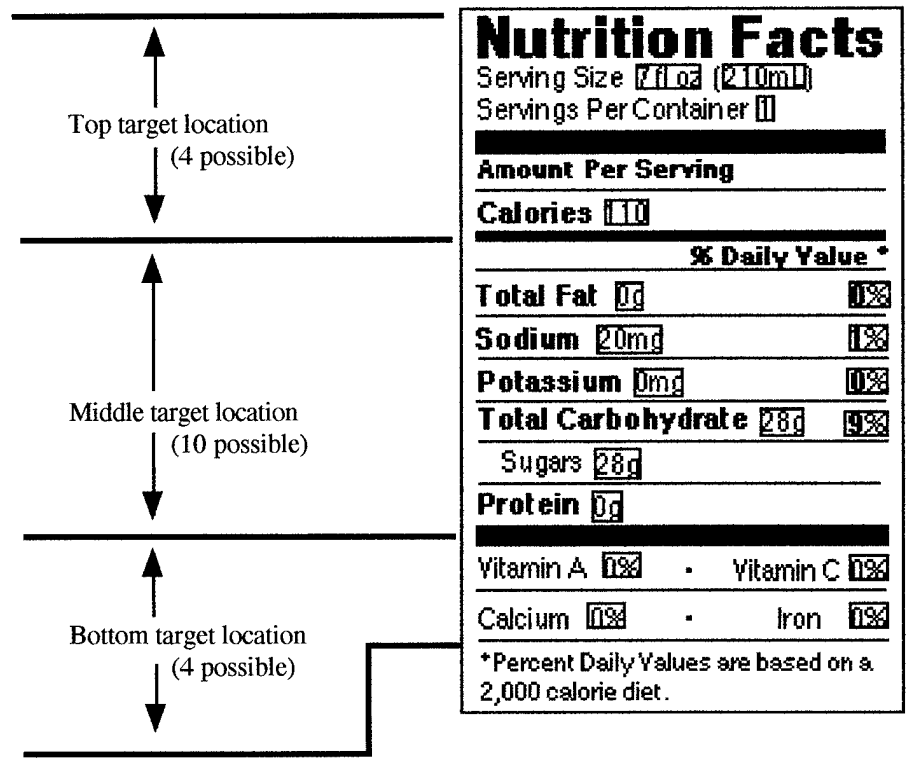 Top target location
(4 possible)
Middle target location
(10 possible)
Bottom target location
(4 possible)
Nutrition Facts
Serving Size 7fl oz (210mL)
Servings Per Container 1
Amount Per Serving
Calories 110
% Daily Value *
Total Fat 0g 0%
Sodium 20mg 1%
Potassium 0mg 0%
Total Carbohydrate 28g 9%
Sugars 28g
Protein 0g
Vitamin A 0% · Vitamin C 0%
Calcium 0% · Iron 0%
*Percent Daily Values are based on a
2,000 calorie diet.